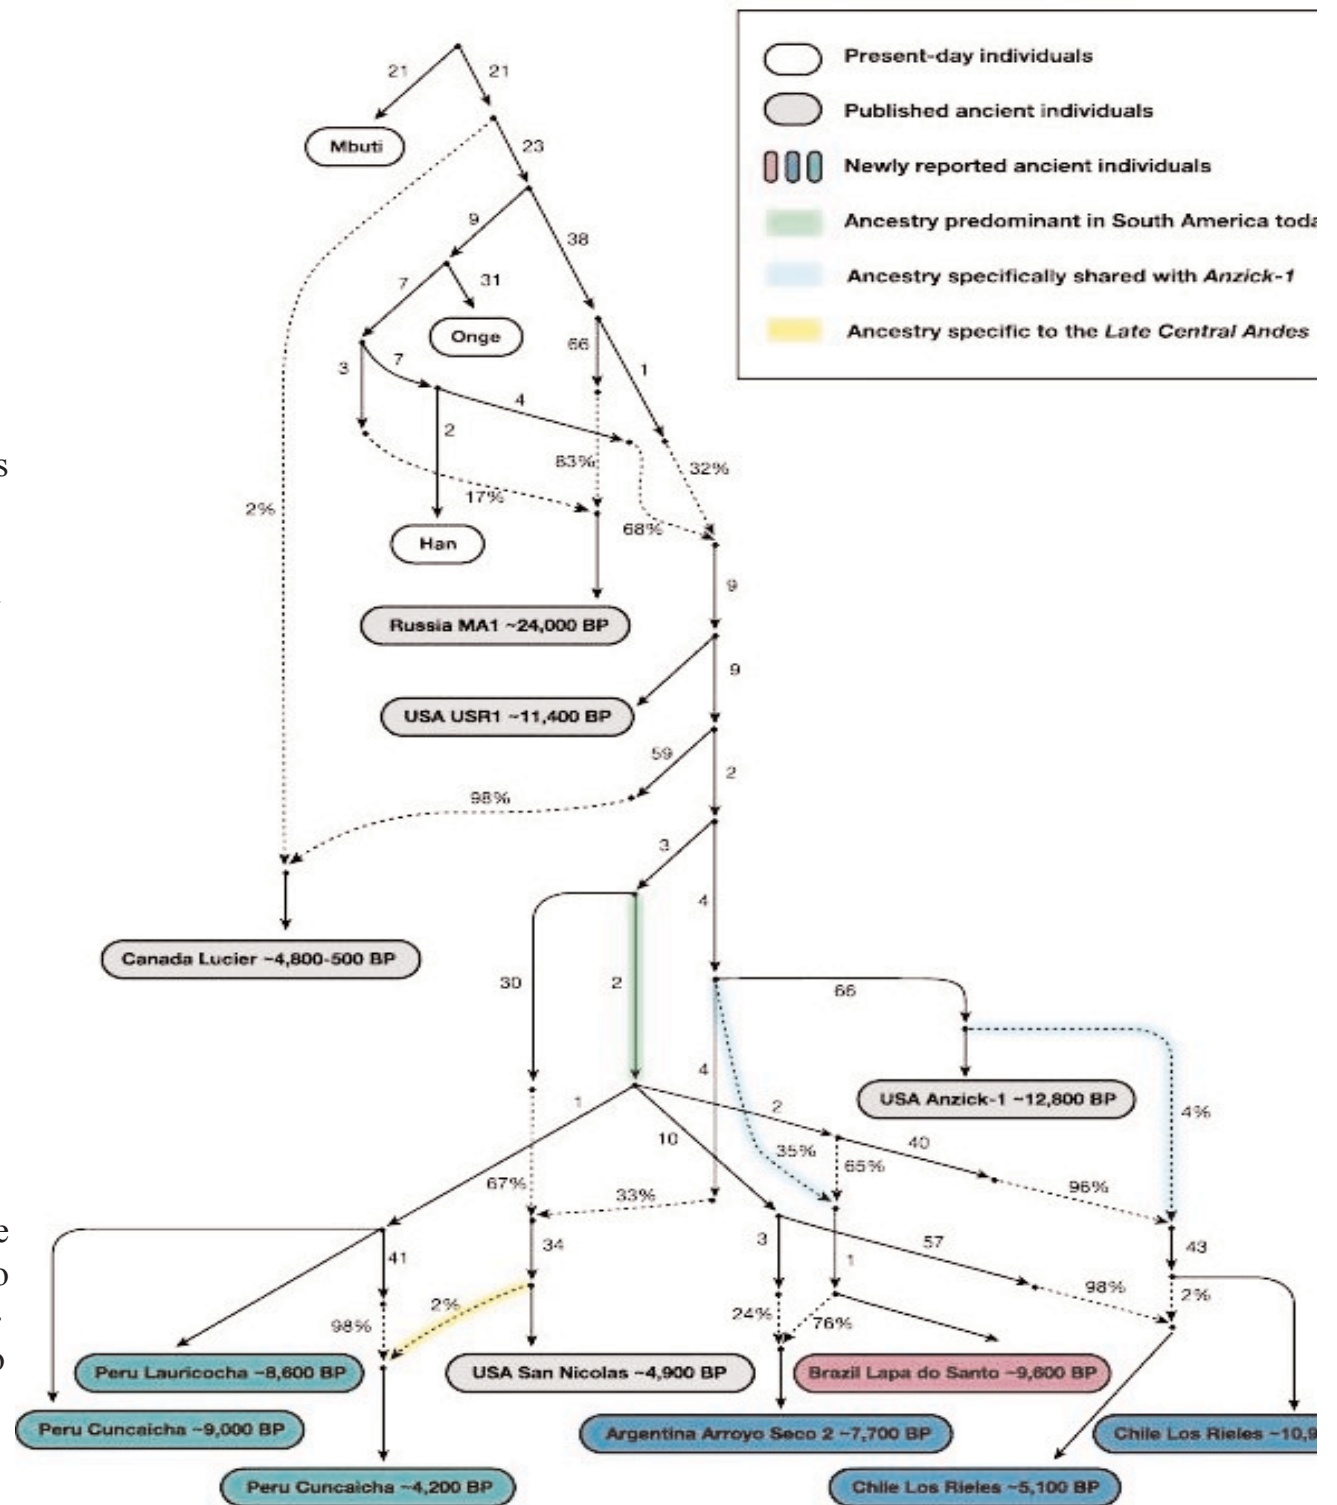 Present-day individuals
Published ancient individuals
Newly reported ancient individuals
Ancestry predominant in South America toda
Ancestry specifically shared with Anzick-1
Ancestry specific to the Late Central Andes
21
21
Mbuti
23
9
38
7
31
Onge
66
3
7
1
4
2
s
83%
32%
17%
2%
68%
Han
9
Russia MA1 ~24,000 BP
9
USA USR1 ~11,400 BP
59
2
98%
3
4
Canada Lucier ~4,800-500 BP
30
2
66
4
USA Anzick-1 ~12,800 BP
1
2
4%
10
40
35%
65%
67%
33%
96%
e
41
34
3
57
1
43
98%
2%
2%
98%
24%
76%
Peru Lauricocha ~8,600 BP
USA San Nicolas ~4,900 BP
Brazil Lapa do Santo ~9,600 BP
Peru Cuncaicha ~9,000 BP
Argentina Arroyo Seco 2 ~7,700 BP
Chile Los Rieles ~10,9
Peru Cuncaicha ~4,200 BP
Chile Los Rieles ~5,100 BP